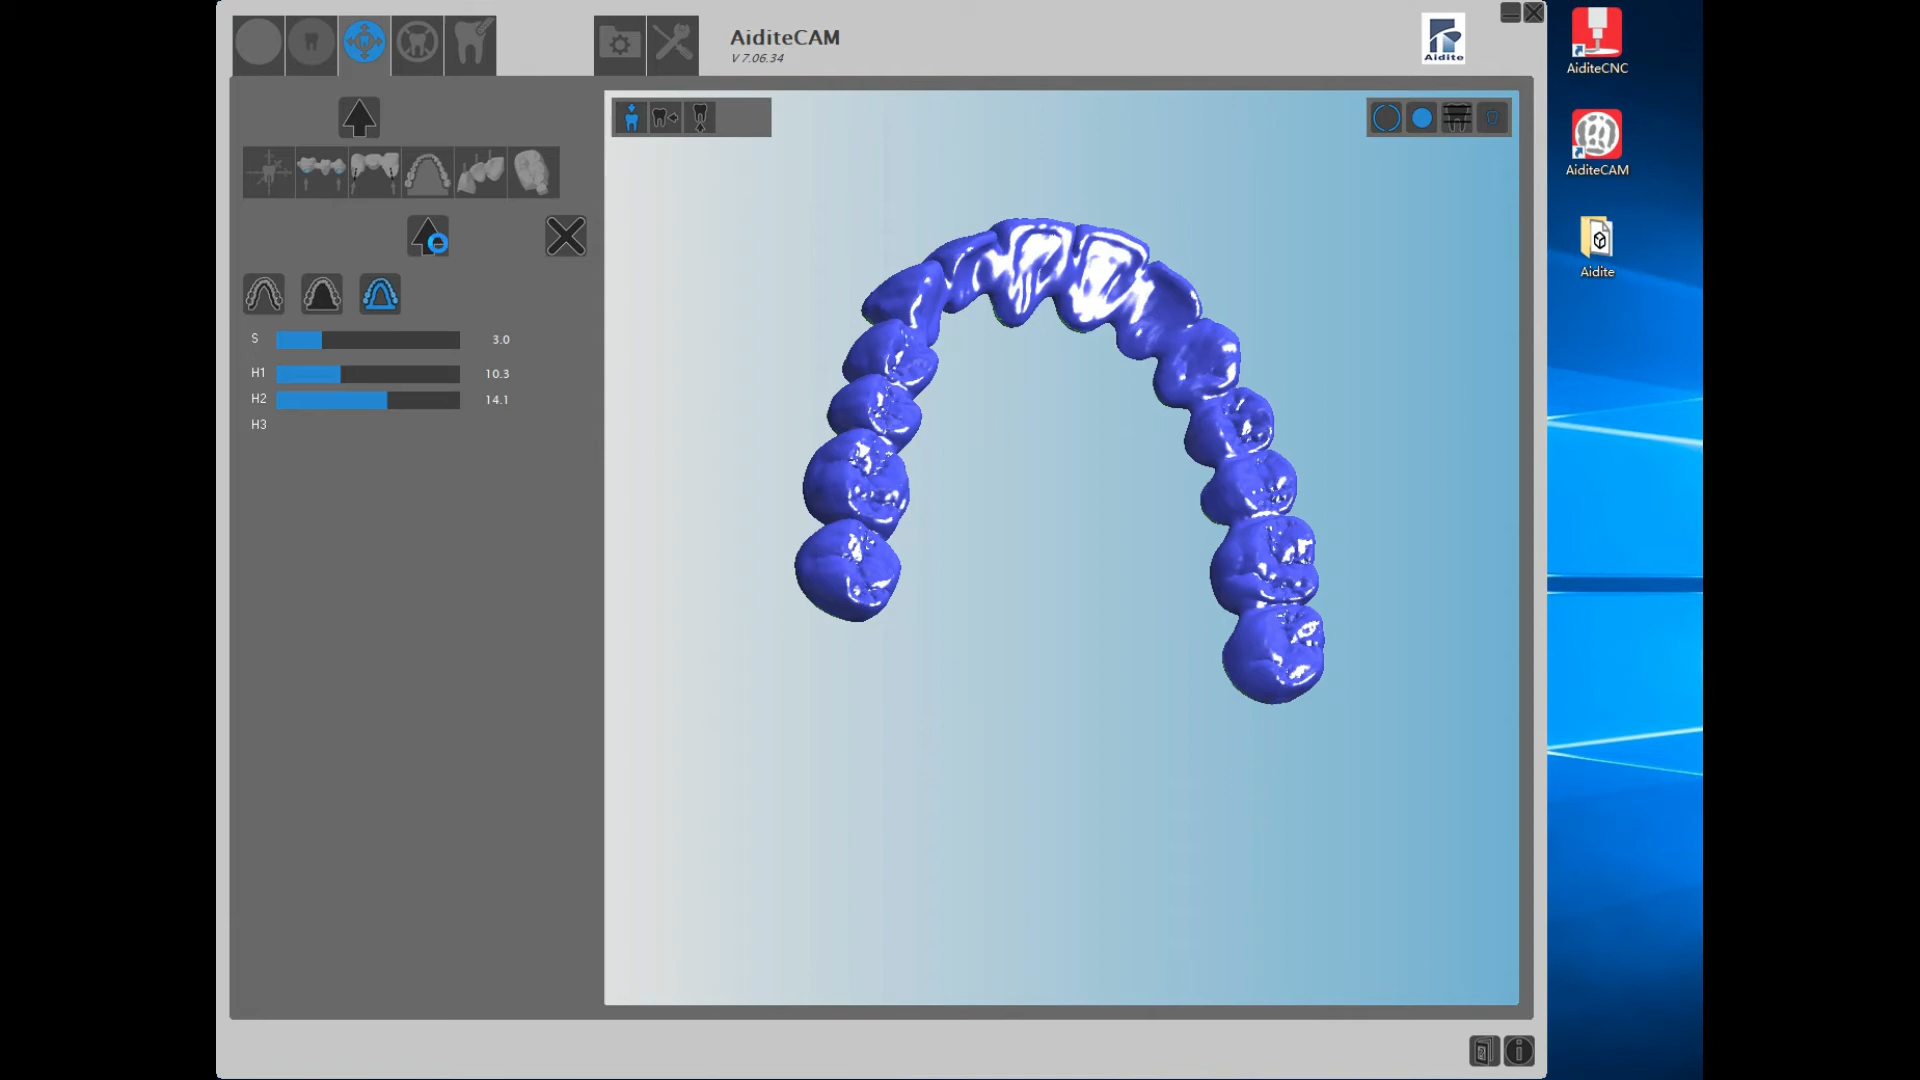 AiditeCAM
V 7.06.34
Aidite
S 3.0
H1 10.3
H2 14.1
H3
AiditeCNC
AiditeCAM
Aidite